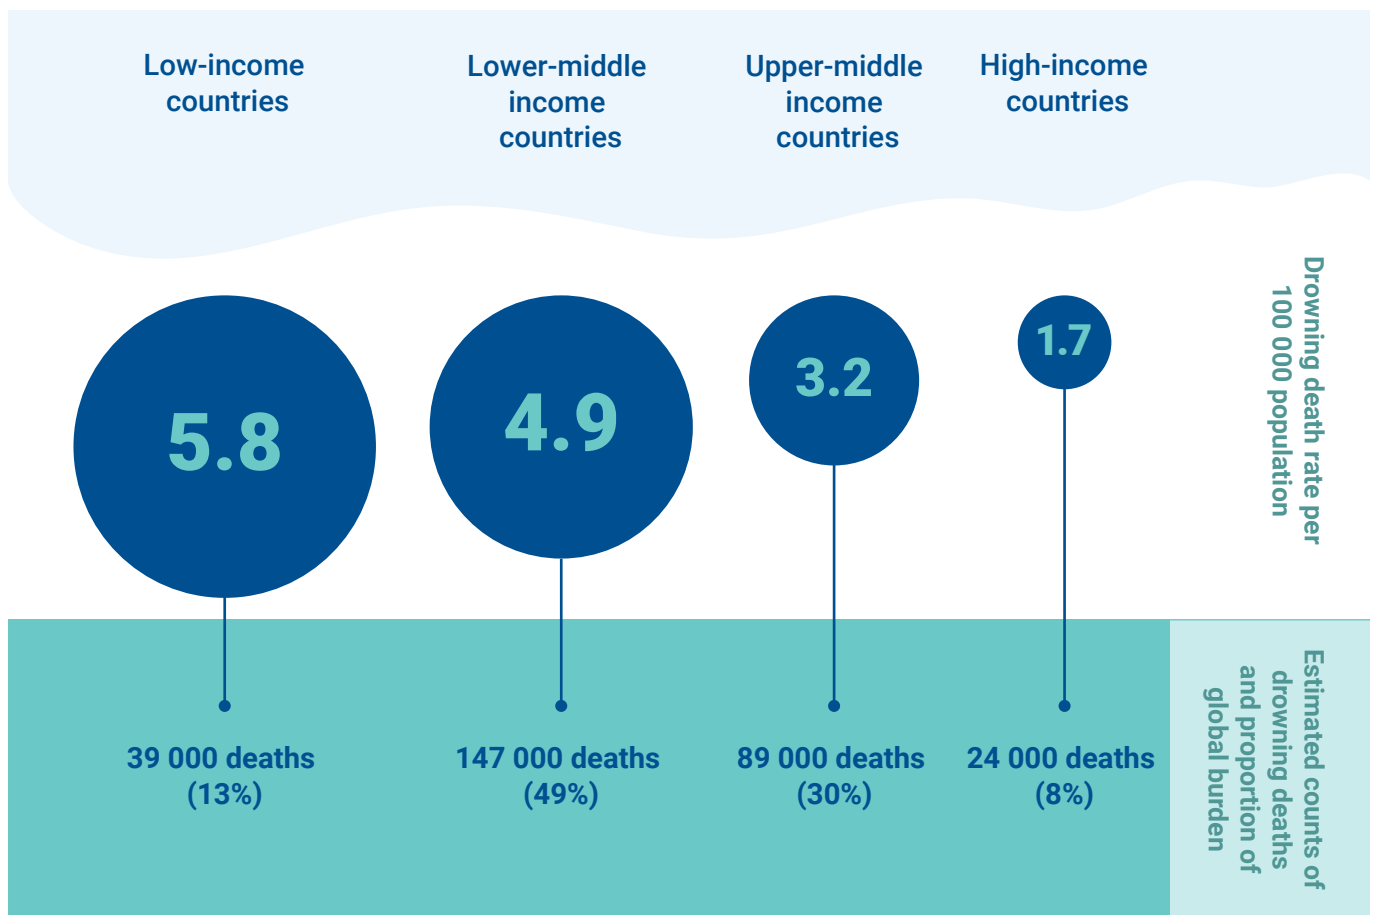 Low-income
countries
Lower-middle
income
countries
Upper-middle
income
countries
High-income
countries
5.8
4.9
3.2
1.7
Drowning death rate per
100 000 population
39 000 deaths
(13%)
147 000 deaths
(49%)
89 000 deaths
(30%)
24 000 deaths
(8%)
Estimated counts of
drowning deaths
and proportion of
global burden